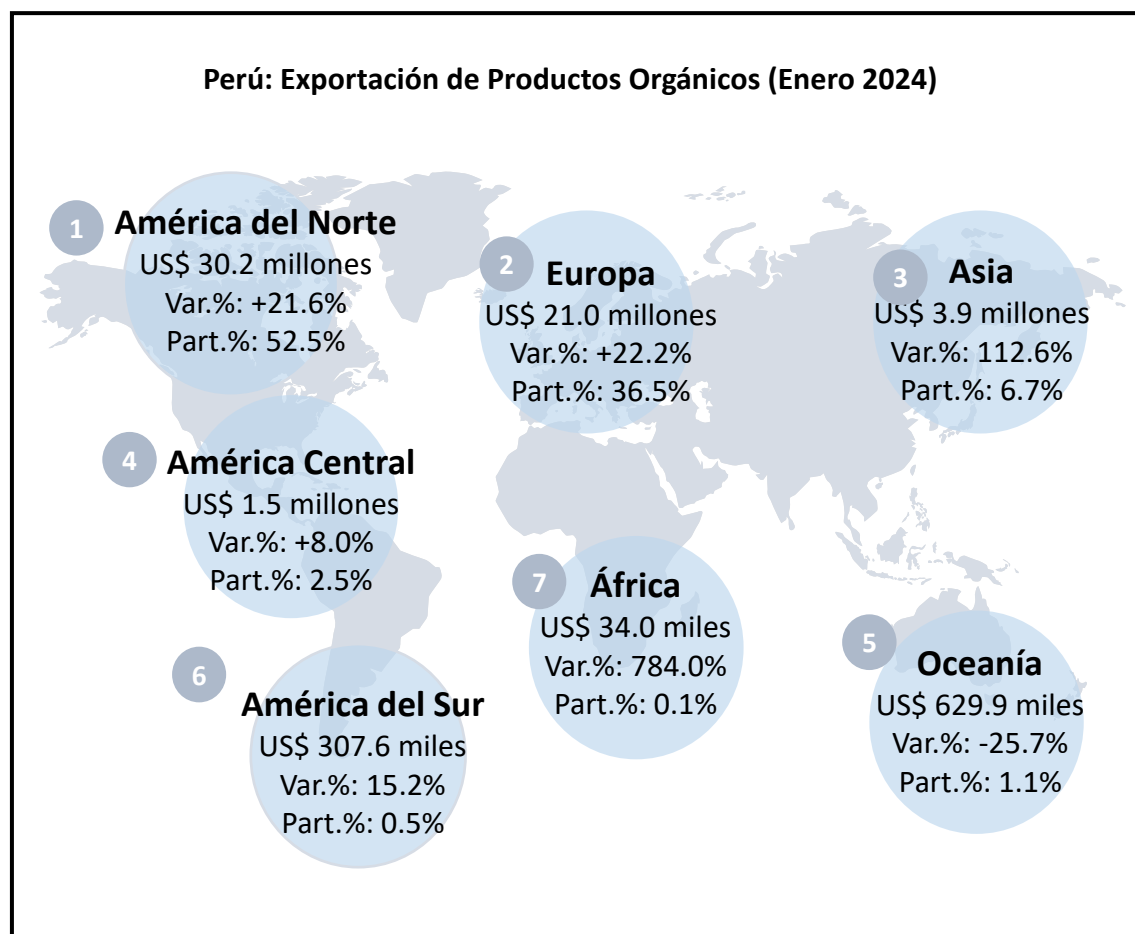 Perú: Exportación de Productos Orgánicos (Enero 2024)
1
América del Norte
US$ 30.2 millones
Var.%: +21.6%
Part.%: 52.5%
2
Europa
US$ 21.0 millones
Var.%: +22.2%
Part.%: 36.5%
3
Asia
US$ 3.9 millones
Var.%: 112.6%
Part.%: 6.7%
4
América Central
US$ 1.5 millones
Var.%: +8.0%
Part.%: 2.5%
7
África
US$ 34.0 miles
Var.%: 784.0%
Part.%: 0.1%
5
Oceanía
US$ 629.9 miles
Var.%: -25.7%
Part.%: 1.1%
6
América del Sur
US$ 307.6 miles
Var.%: 15.2%
Part.%: 0.5%